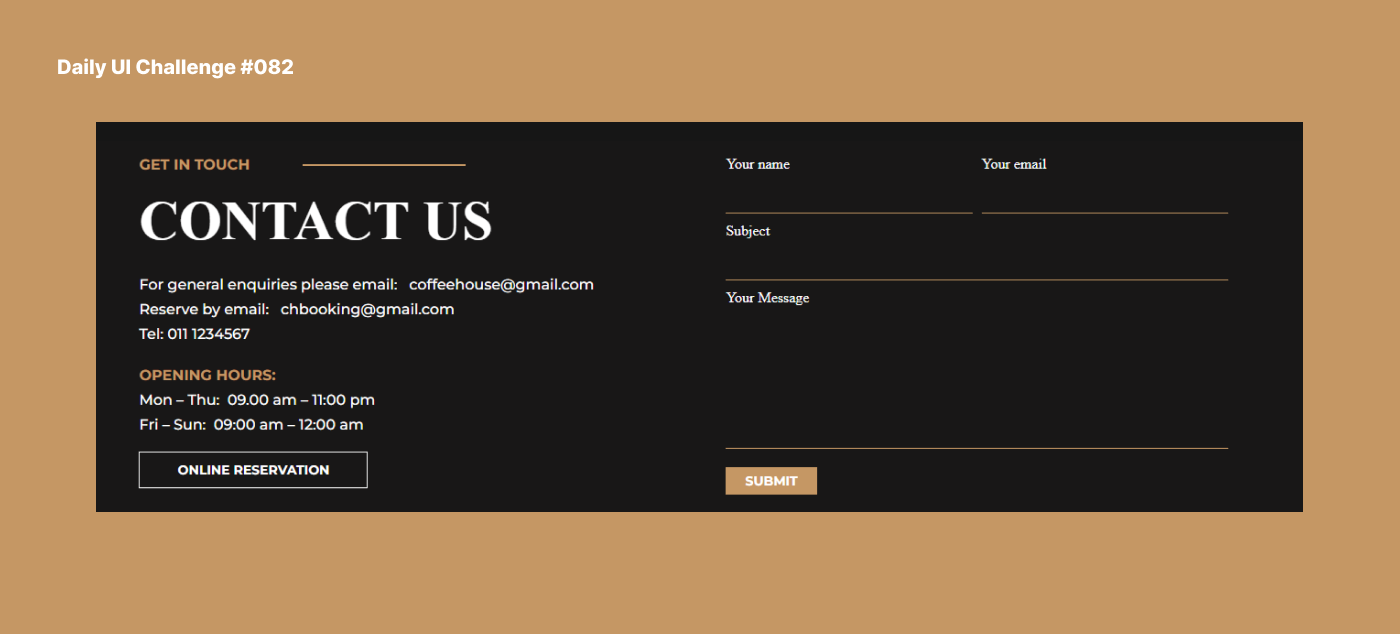 Daily UI Challenge #082
GET IN TOUCH
CONTACT US
For general enquiries please email: coffeehouse@gmail.com
Reserve by email: chbooking@gmail.com
Tel: 011 1234567
OPENING HOURS:
Mon – Thu: 09.00 am – 11:00 pm
Fri – Sun: 09:00 am – 12:00 am
ONLINE RESERVATION
Your name
Your email
Subject
Your Message
SUBMIT